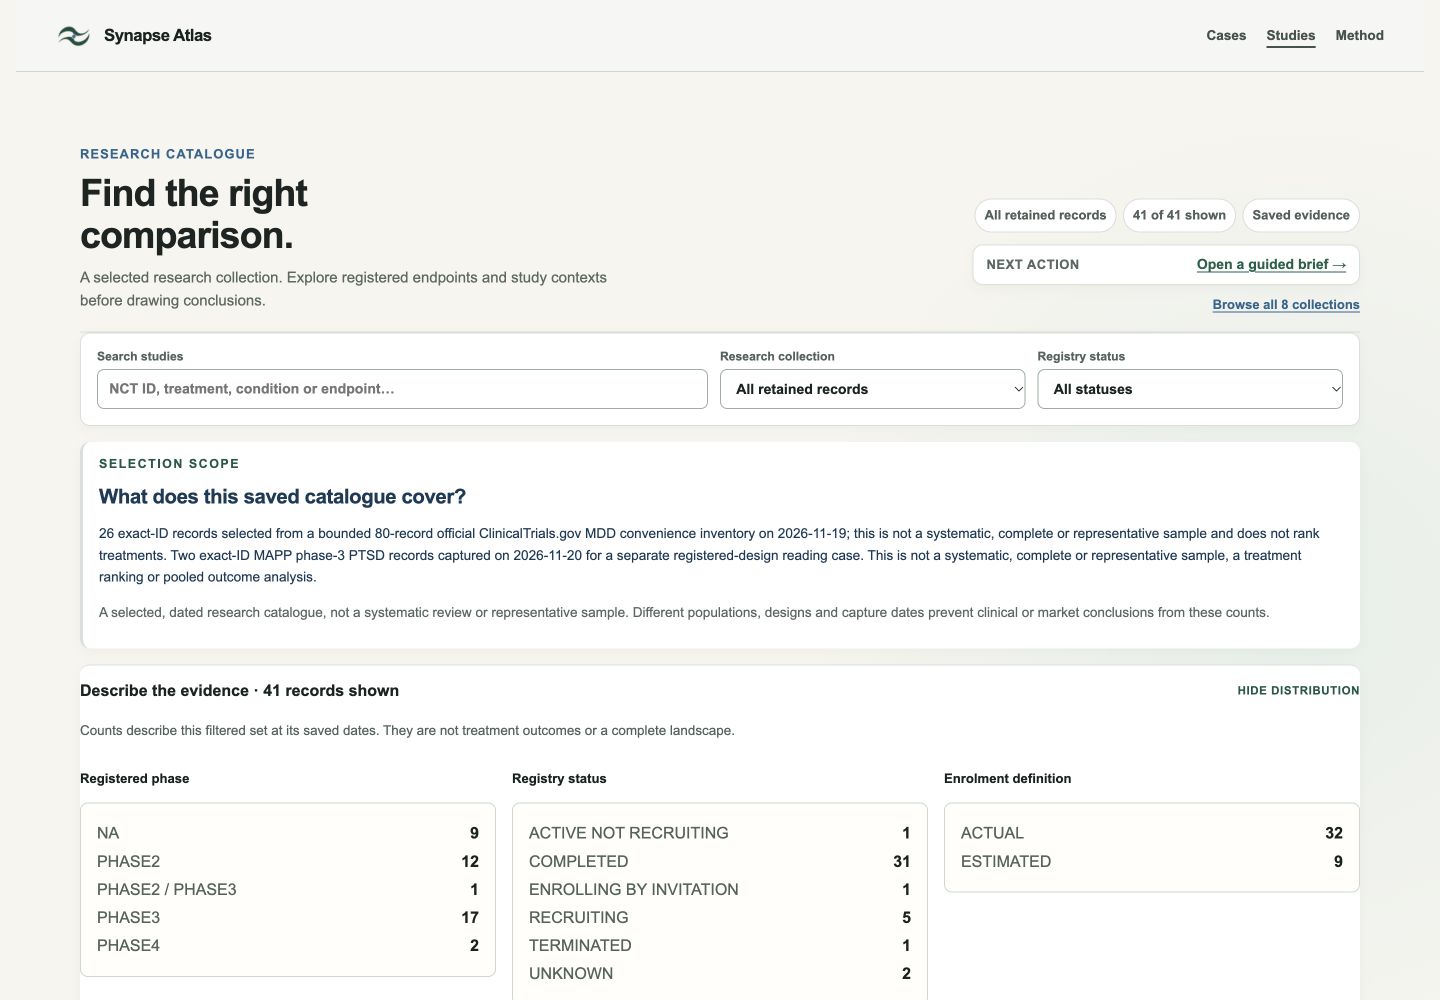 Synapse Atlas
Cases Studies Method
RESEARCH CATALOGUE
Find the right
comparison.
A selected research collection. Explore registered endpoints and study contexts
before drawing conclusions.
All retained records 41 of 41 shown Saved evidence
NEXT ACTION Open a guided brief →
Browse all 8 collections
Search studies Research collection Registry status
NCT ID, treatment, condition or endpoint... All retained records All statuses
SELECTION SCOPE
What does this saved catalogue cover?
26 exact-ID records selected from a bounded 80-record official ClinicalTrials.gov MDD convenience inventory on 2026-11-19; this is not a systematic, complete or representative sample and does not rank
treatments. Two exact-ID MAPP phase-3 PTSD records captured on 2026-11-20 for a separate registered-design reading case. This is not a systematic, complete or representative sample, a treatment
ranking or pooled outcome analysis.
A selected, dated research catalogue, not a systematic review or representative sample. Different populations, designs and capture dates prevent clinical or market conclusions from these counts.
Describe the evidence · 41 records shown HIDE DISTRIBUTION
Counts describe this filtered set at its saved dates. They are not treatment outcomes or a complete landscape.
Registered phase
NA 9
PHASE2 12
PHASE2 / PHASE3 1
PHASE3 17
PHASE4 2
Registry status
ACTIVE NOT RECRUITING 1
COMPLETED 31
ENROLLING BY INVITATION 1
RECRUITING 5
TERMINATED 1
UNKNOWN 2
Enrolment definition
ACTUAL 32
ESTIMATED 9